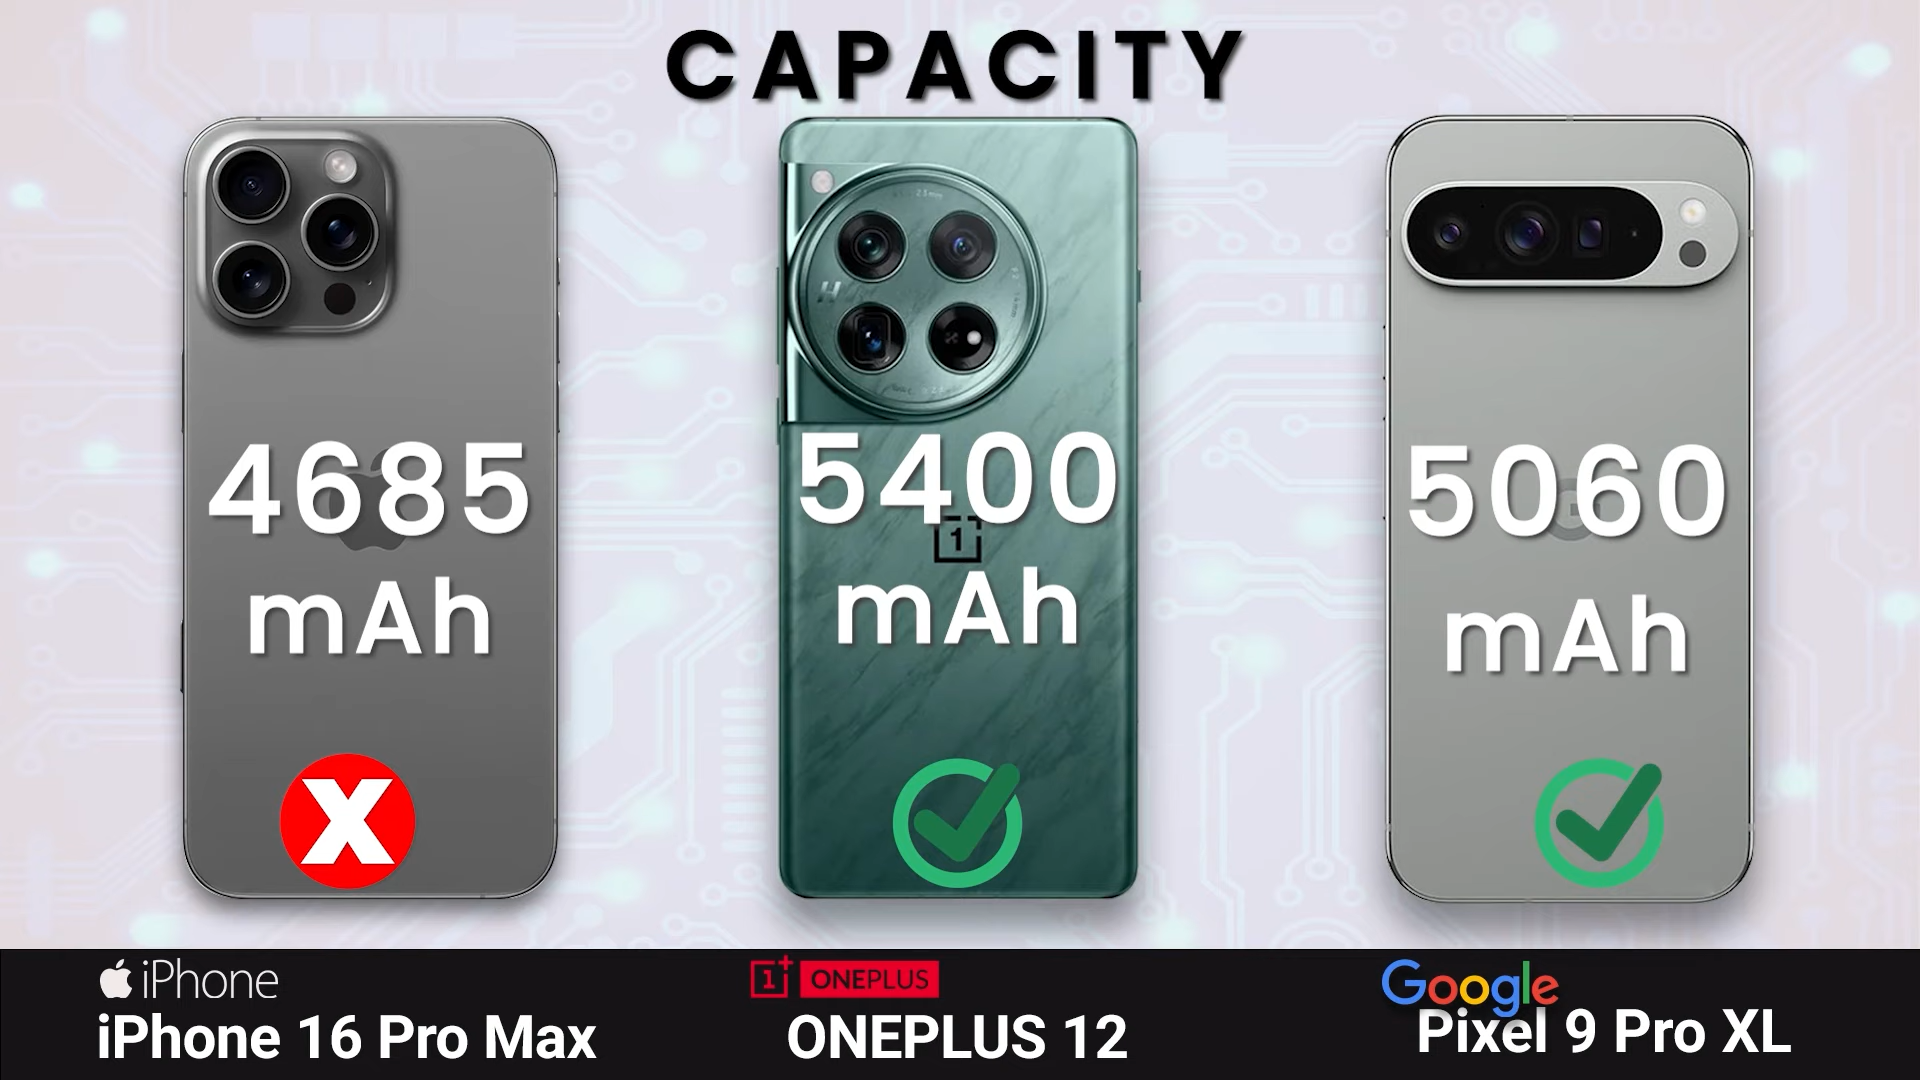 CAPACITY
4685
mAh
5400
mAh
5060
mAh
X
iPhone
iPhone 16 Pro Max
ONEPLUS
ONEPLUS 12
Google
Pixel 9 Pro XL